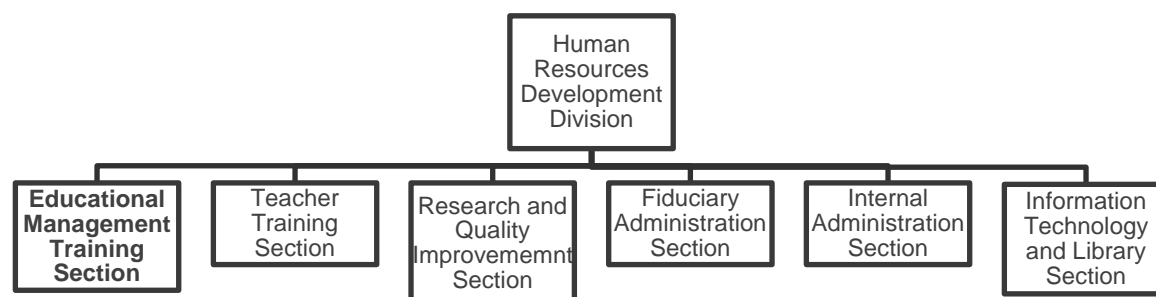 Human
Resources
Development
Division
Educational
Management
Training
Section
Teacher
Training
Section
Research and
Quality
Improvememnt
Section
Fiduciary
Administration
Section
Internal
Administration
Section
Information
Technology
and Library
Section